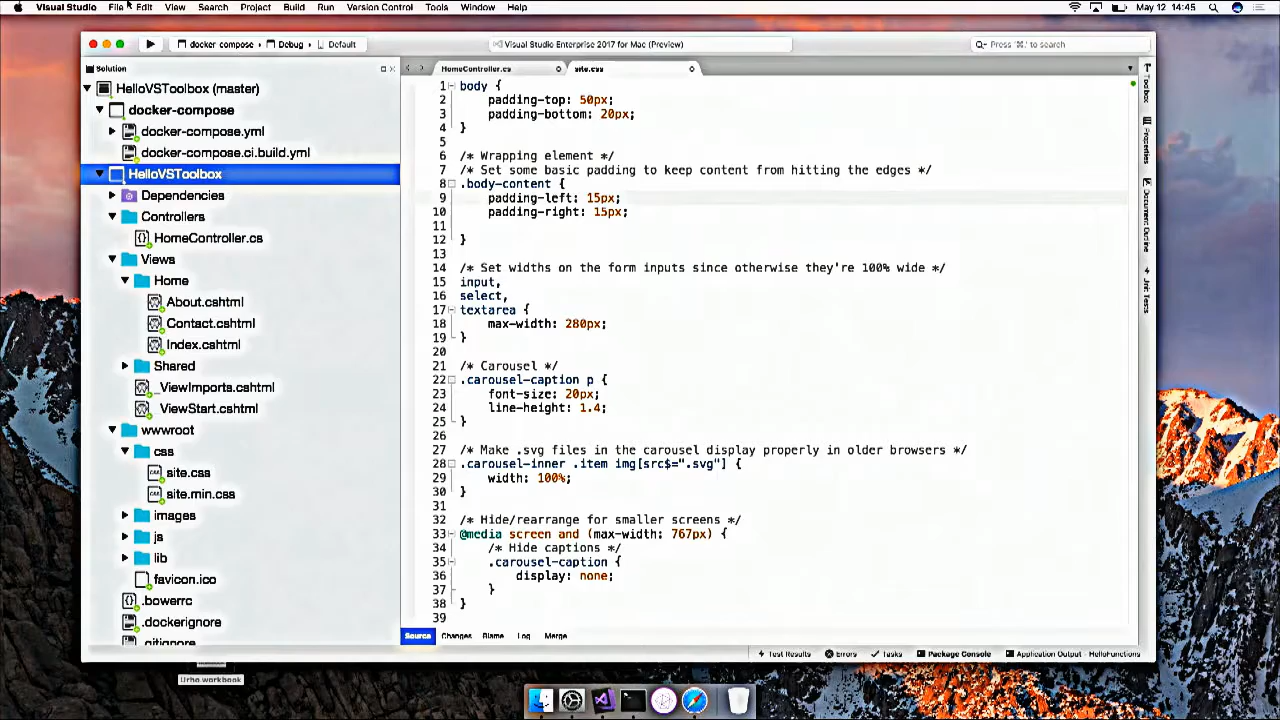 Visual Studio File Edit View Search Project Build Run Version Control Tools Window Help May 12 14:45
docker compose > Debug > Default
Visual Studio Enterprise 2017 for Mac (Preview)
Press '⌘.' to search
Solution
HelloVSToolbox (master)
docker-compose
docker-compose.yml
docker-compose.ci.build.yml
HelloVSToolbox
Dependencies
Controllers
HomeController.cs
Views
Home
About.cshtml
Contact.cshtml
Index.cshtml
Shared
_ViewImports.cshtml
_ViewStart.cshtml
wwwroot
css
site.css
site.min.css
images
js
lib
favicon.ico
.bowerrc
.dockerignore
.gitignore
HomeController.cs
site.css
1 body {
2 padding-top: 50px;
3 padding-bottom: 20px;
4 }
5
6 /* Wrapping element */
7 /* Set some basic padding to keep content from hitting the edges */
8 .body-content {
9 padding-left: 15px;
10 padding-right: 15px;
11
12 }
13
14 /* Set widths on the form inputs since otherwise they're 100% wide */
15 input,
16 select,
17 textarea {
18 max-width: 280px;
19 }
20
21 /* Carousel */
22 .carousel-caption p {
23 font-size: 20px;
24 line-height: 1.4;
25 }
26
27 /* Make .svg files in the carousel display properly in older browsers */
28 .carousel-inner .item img[src$=".svg"] {
29 width: 100%;
30 }
31
32 /* Hide/rearrange for smaller screens */
33 @media screen and (max-width: 767px) {
34 /* Hide captions */
35 .carousel-caption {
36 display: none;
37 }
38 }
39
Source Changes Blame Log Merge
Toolbox
Properties
Document Outline
Unit Tests
Test Results Errors Tasks Package Console Application Output - HelloFunctions
Urho.workbook